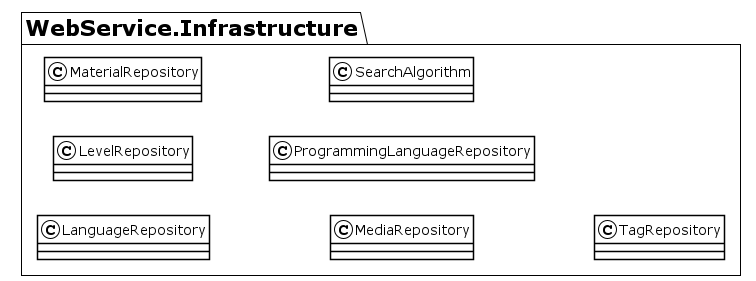 WebService.Infrastructure
C MaterialRepository
C SearchAlgorithm
C LevelRepository
C ProgrammingLanguageRepository
C LanguageRepository
C MediaRepository
C TagRepository